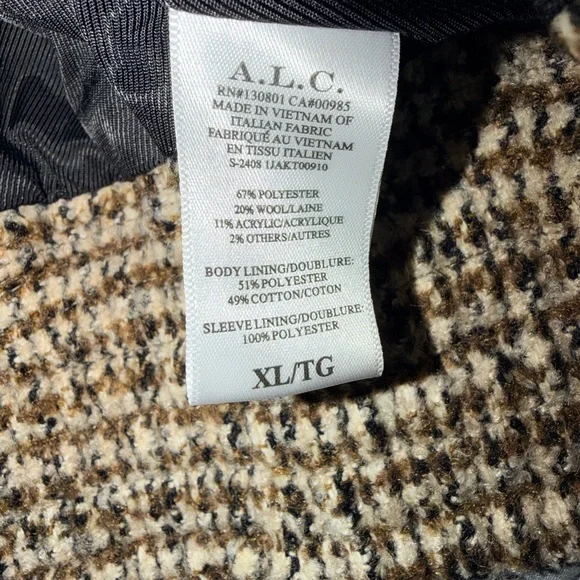 A.L.C.
RN#130801 CA#00985
MADE IN VIETNAM OF
ITALIAN FABRIC
FABRIQUÉ AU VIETNAM
EN TISSU ITALIEN
S-2408 1JAKT00910
67% POLYESTER
20% WOOL/LAINE
11% ACRYLIC/ACRYLIQUE
2% OTHERS/AUTRES
BODY LINING/DOUBLURE:
51% POLYESTER
49% COTTON/COTON
SLEEVE LINING/DOUBLURE:
100% POLYESTER
XL/TG